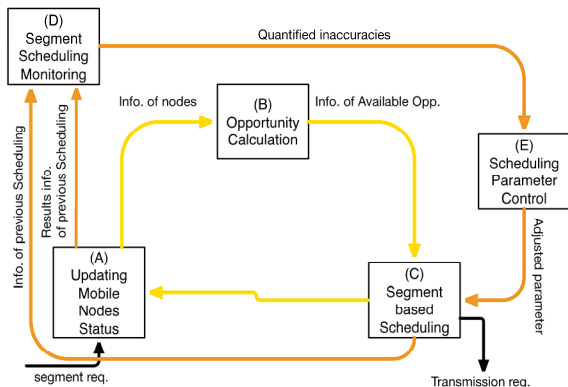 (D)
Segment
Scheduling
Monitoring
Quantified inaccuracies
Info. of nodes
(B)
Opportunity
Calculation
Info. of Available Opp.
(E)
Scheduling
Parameter
Control
Info. of previous Scheduling
Results info.
of previous Scheduling
(A)
Updating
Mobile
Nodes
Status
(C)
Segment
based
Scheduling
Adjusted parameter
segment req.
Transmission req.